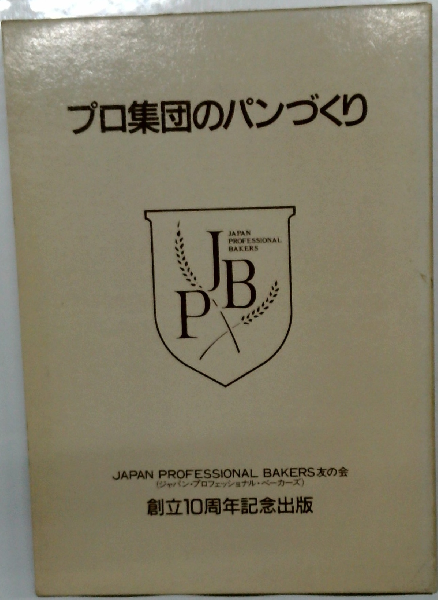 プロ集団のパンづくり
JAPAN
PROFESSIONAL
BAKERS
J
P B
JAPAN PROFESSIONAL BAKERS友の会
(ジャパン・プロフェッショナル・ベーカーズ)
創立10周年記念出版